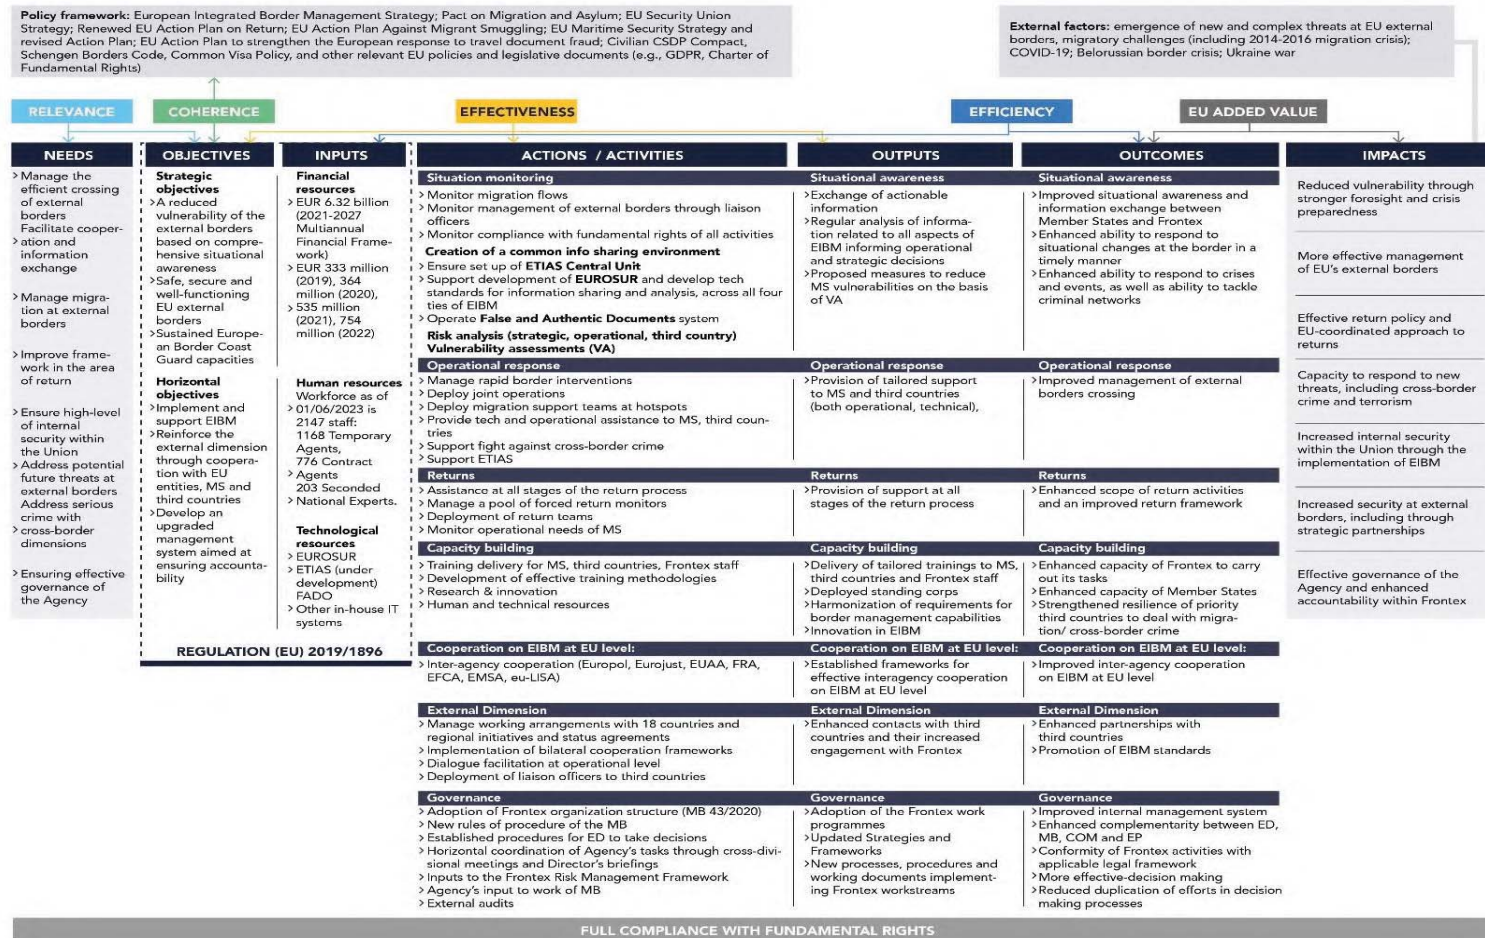 Policy framework: European Integrated Border Management Strategy; Pact on Migration and Asylum; EU Security Union
Strategy; Renewed EU Action Plan on Return; EU Action Plan Against Migrant Smuggling; EU Maritime Security Strategy and
revised Action Plan; EU Action Plan to strengthen the European response to travel document fraud; Civilian CSDP Compact,
Schengen Borders Code, Common Visa Policy, and other relevant EU policies and legislative documents (e.g., GDPR, Charter of
Fundamental Rights)
External factors: emergence of new and complex threats at EU external
borders, migratory challenges (including 2014-2016 migration crisis);
COVID-19; Belorussian border crisis; Ukraine war
RELEVANCE
COHERENCE
EFFECTIVENESS
EFFICIENCY
EU ADDED VALUE
NEEDS
> Manage the
efficient crossing
of external
borders
Facilitate cooper-
> ation and
information
exchange
> Manage migra-
tion at external
borders
> Improve frame-
work in the area
of return
> Ensure high-level
of internal
security within
the Union
> Address potential
future threats at
external borders
Address serious
crime with
> cross-border
dimensions
> Ensuring effective
governance of
the Agency
OBJECTIVES
Strategic
objectives
>A reduced
vulnerability of the
external borders
based on compre-
hensive situational
awareness
>Safe, secure and
well-functioning
EU external
borders
>Sustained Europe-
an Border Coast
Guard capacities
Horizontal
objectives
>Implement and
support EIBM
>Reinforce the
external dimension
through coopera-
tion with EU
entities, MS and
third countries
>Develop an
upgraded
management
system aimed at
ensuring accounta-
bility
INPUTS
Financial
resources
> EUR 6.32 billion
(2021-2027
Multiannual
Financial Frame-
work)
> EUR 333 million
(2019), 364
million (2020),
> 535 million
(2021), 754
million (2022)
Human resources
Workforce as of
> 01/06/2023 is
2147 staff:
1168 Temporary
Agents,
776 Contract
> Agents
203 Seconded
> National Experts.
Technological
resources
> EUROSUR
> ETIAS (under
development)
FADO
> Other in-house IT
systems
REGULATION (EU) 2019/1896
ACTIONS / ACTIVITIES
Situation monitoring
> Monitor migration flows
> Monitor management of external borders through liaison
officers
> Monitor compliance with fundamental rights of all activities
Creation of a common info sharing environment
> Ensure set up of ETIAS Central Unit
> Support development of EUROSUR and develop tech
standards for information sharing and analysis, across all four
ties of EIBM
> Operate False and Authentic Documents system
Risk analysis (strategic, operational, third country)
Vulnerability assessments (VA)
Operational response
> Manage rapid border interventions
> Deploy joint operations
> Deploy migration support teams at hotspots
> Provide tech and operational assistance to MS, third coun-
tries
> Support fight against cross-border crime
> Support ETIAS
Returns
> Assistance at all stages of the return process
> Manage a pool of forced return monitors
> Deployment of return teams
> Monitor operational needs of MS
Capacity building
> Training delivery for MS, third countries, Frontex staff
> Development of effective training methodologies
> Research & innovation
> Human and technical resources
Cooperation on EIBM at EU level:
> Inter-agency cooperation (Europol, Eurojust, EUAA, FRA,
EFCA, EMSA, eu-LISA)
External Dimension
> Manage working arrangements with 18 countries and
regional initiatives and status agreements
> Implementation of bilateral cooperation frameworks
> Dialogue facilitation at operational level
> Deployment of liaison officers to third countries
Governance
> Adoption of Frontex organization structure (MB 43/2020)
> New rules of procedure of the MB
> Established procedures for ED to take decisions
> Horizontal coordination of Agency's tasks through cross-divi-
sional meetings and Director's briefings
> Inputs to the Frontex Risk Management Framework
> Agency's input to work of MB
> External audits
OUTPUTS
Situational awareness
>Exchange of actionable
information
>Regular analysis of informa-
tion related to all aspects of
EIBM informing operational
and strategic decisions
>Proposed measures to reduce
MS vulnerabilities on the basis
of VA
Operational response
>Provision of tailored support
to MS and third countries
(both operational, technical),
Returns
>Provision of support at all
stages of the return process
Capacity building
>Delivery of tailored trainings to MS,
third countries and Frontex staff
>Deployed standing corps
>Harmonization of requirements for
border management capabilities
>Innovation in EIBM
Cooperation on EIBM at EU level:
>Established frameworks for
effective interagency cooperation
on EIBM at EU level
External Dimension
>Enhanced contacts with third
countries and their increased
engagement with Frontex
Governance
>Adoption of the Frontex work
programmes
>Updated Strategies and
Frameworks
>New processes, procedures and
working documents implement-
ing Frontex workstreams
OUTCOMES
Situational awareness
>Improved situational awareness and
information exchange between
Member States and Frontex
>Enhanced ability to respond to
situational changes at the border in a
timely manner
>Enhanced ability to respond to crises
and events, as well as ability to tackle
criminal networks
Operational response
>Improved management of external
borders crossing
Returns
>Enhanced scope of return activities
and an improved return framework
Capacity building
>Enhanced capacity of Frontex to carry
out its tasks
>Enhanced capacity of Member States
>Strengthened resilience of priority
third countries to deal with migra-
tion/ cross-border crime
Cooperation on EIBM at EU level:
>Improved inter-agency cooperation
on EIBM at EU level
External Dimension
>Enhanced partnerships with
third countries
>Promotion of EIBM standards
Governance
>Improved internal management system
>Enhanced complementarity between ED,
MB, COM and EP
>Conformity of Frontex activities with
applicable legal framework
>More effective-decision making
>Reduced duplication of efforts in decision
making processes
IMPACTS
Reduced vulnerability through
stronger foresight and crisis
preparedness
More effective management
of EU's external borders
Effective return policy and
EU-coordinated approach to
returns
Capacity to respond to new
threats, including cross-border
crime and terrorism
Increased internal security
within the Union through the
implementation of EIBM
Increased security at external
borders, including through
strategic partnerships
Effective governance of the
Agency and enhanced
accountability within Frontex
FULL COMPLIANCE WITH FUNDAMENTAL RIGHTS